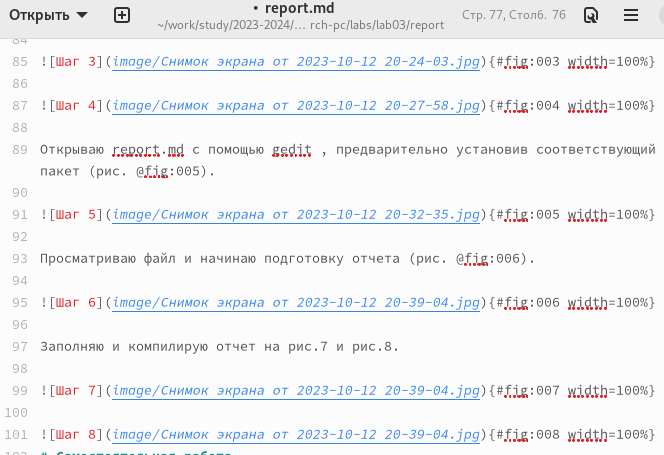 Открыть
• report.md
~/work/study/2023-2024/... rch-pc/labs/lab03/report
Стр. 77, Столб. 76
84
85 ![Шаг 3](image/Снимок экрана от 2023-10-12 20-24-03.jpg){#fig:003 width=100%}
86
87 ![Шаг 4](image/Снимок экрана от 2023-10-12 20-27-58.jpg){#fig:004 width=100%}
88
89 Открываю report.md с помощью gedit , предварительно установив соответствующий
пакет (рис. @fig:005).
90
91 ![Шаг 5](image/Снимок экрана от 2023-10-12 20-32-35.jpg){#fig:005 width=100%}
92
93 Просматриваю файл и начинаю подготовку отчета (рис. @fig:006).
94
95 ![Шаг 6](image/Снимок экрана от 2023-10-12 20-39-04.jpg){#fig:006 width=100%}
96
97 Заполняю и компилирую отчет на рис.7 и рис.8.
98
99 ![Шаг 7](image/Снимок экрана от 2023-10-12 20-39-04.jpg){#fig:007 width=100%}
100
101 ![Шаг 8](image/Снимок экрана от 2023-10-12 20-39-04.jpg){#fig:008 width=100%}
102 # Самостоятельная работа